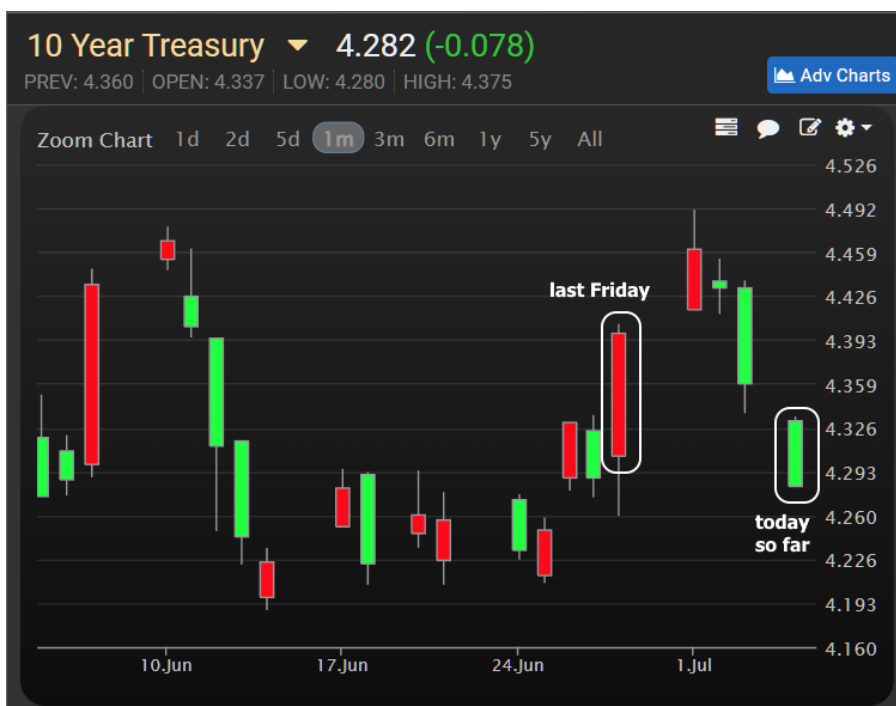 10 Year Treasury 4.282 (-0.078)
PREV: 4.360 OPEN: 4.337 LOW: 4.280 HIGH: 4.375
Adv Charts
Zoom Chart 1d 2d 5d 1m 3m 6m 1y 5y All
4.526
4.492
4.459
last Friday
4.426
4.393
4.359
4.326
4.293
today
so far
4.260
4.226
4.193
4.160
10.Jun 17.Jun 24.Jun 1.Jul